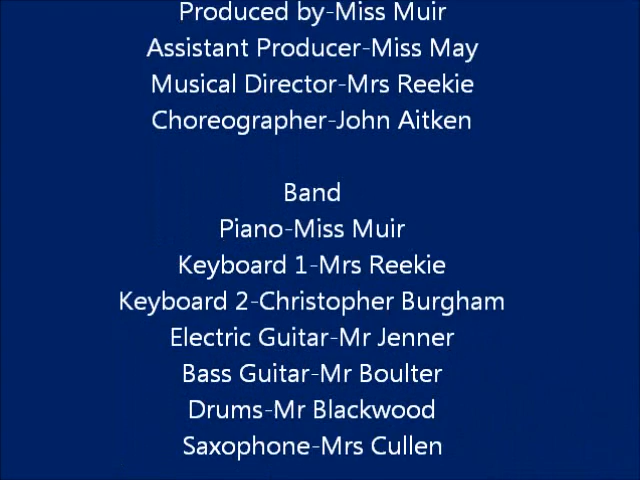 Produced by-Miss Muir
Assistant Producer-Miss May
Musical Director-Mrs Reekie
Choreographer-John Aitken
Band
Piano-Miss Muir
Keyboard 1-Mrs Reekie
Keyboard 2-Christopher Burgham
Electric Guitar-Mr Jenner
Bass Guitar-Mr Boulter
Drums-Mr Blackwood
Saxophone-Mrs Cullen